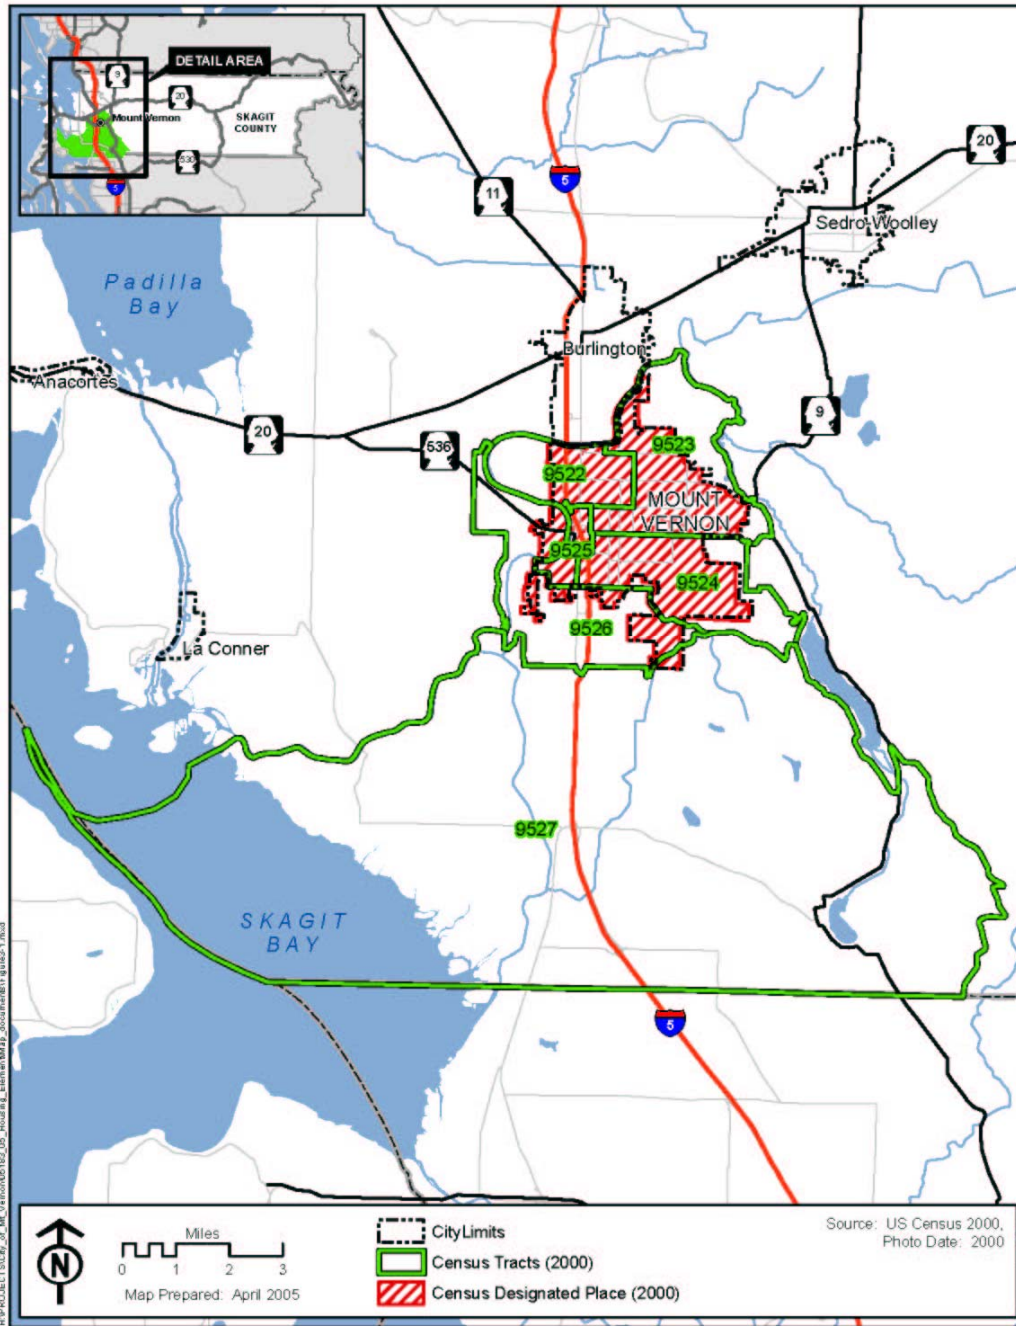 DETAIL AREA
9
20
Mount Vernon
SKAGIT
COUNTY
530
5
11
5
20
Sedro-Woolley
Padilla
Bay
Burlington
Anacortes
20
536
9
9523
9522
MOUNT
VERNON
9525
9524
9526
La Conner
9527
SKAGIT
BAY
5
N
Miles
0 1 2 3
Map Prepared: April 2005
City Limits
Census Tracts (2000)
Census Designated Place (2000)
Source: US Census 2000,
Photo Date: 2000